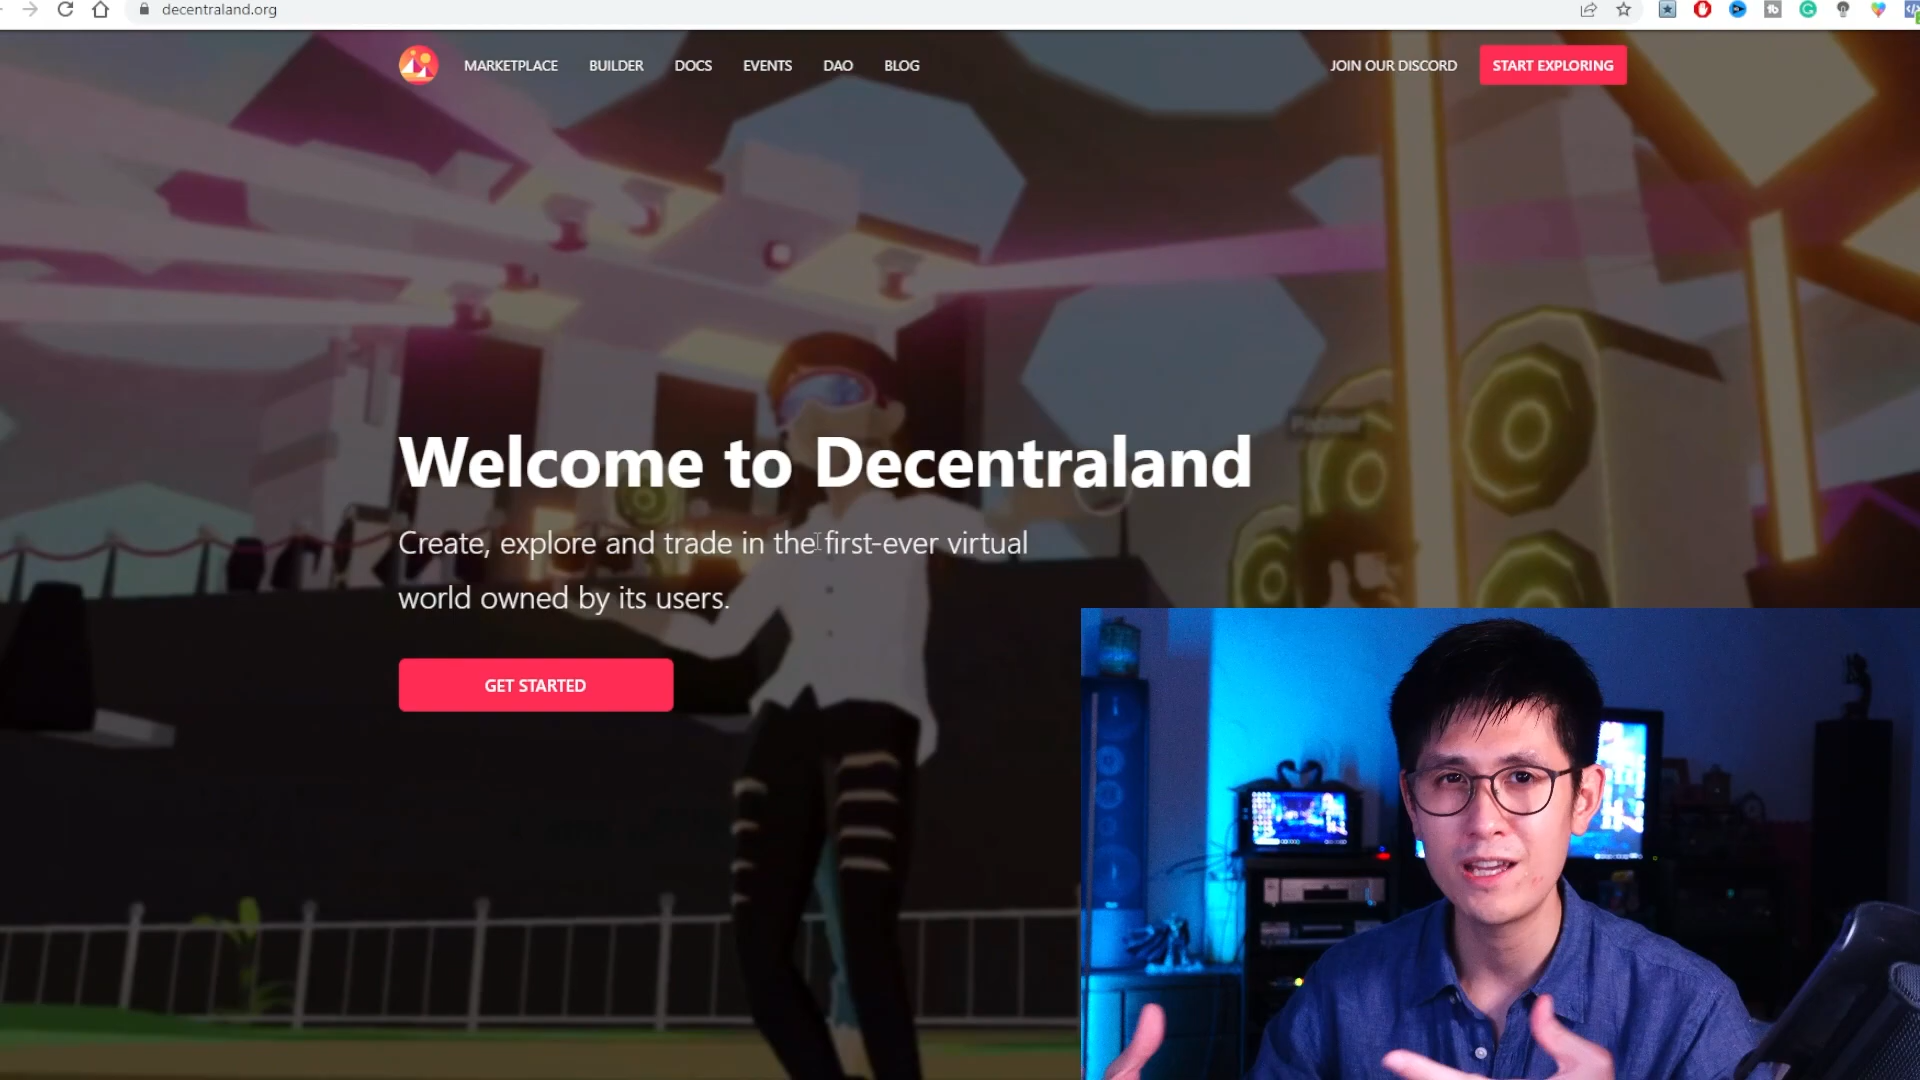 decentraland.org
MARKETPLACE BUILDER DOCS EVENTS DAO BLOG JOIN OUR DISCORD START EXPLORING
Welcome to Decentraland
Create, explore and trade in the first-ever virtual
world owned by its users.
GET STARTED